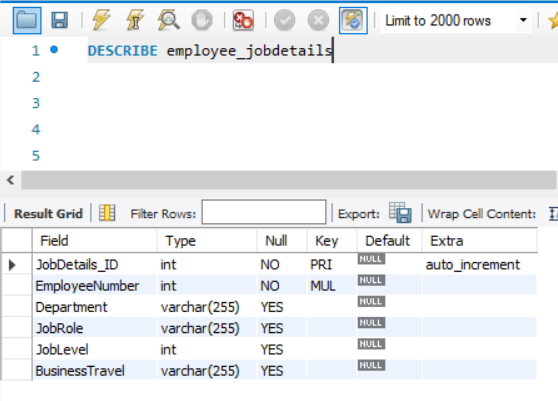 Limit to 2000 rows
1 DESCRIBE employee_jobdetails
2
3
4
5
Result Grid Filter Rows: Export: Wrap Cell Content:
Field Type Null Key Default Extra
JobDetails_ID int NO PRI NULL auto_increment
EmployeeNumber int NO MUL NULL
Department varchar(255) YES NULL
JobRole varchar(255) YES NULL
JobLevel int YES NULL
BusinessTravel varchar(255) YES NULL